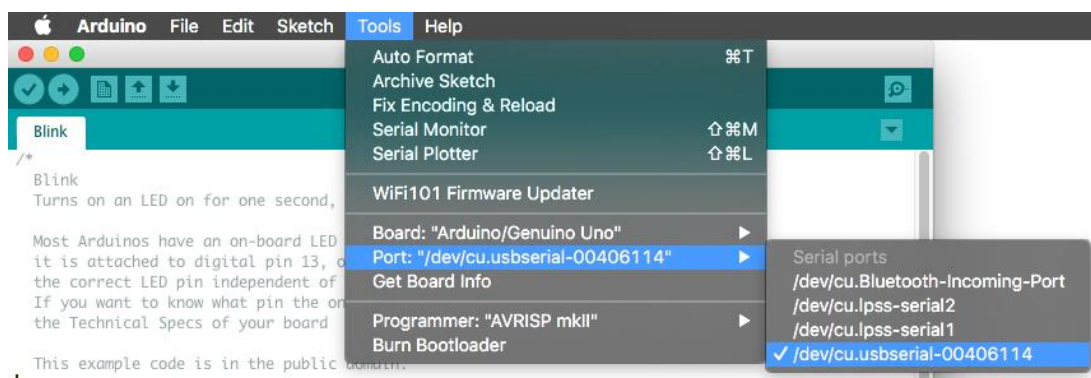 Arduino File Edit Sketch Tools Help
Auto Format ⌘T
Archive Sketch
Fix Encoding & Reload
Serial Monitor ⇧⌘M
Serial Plotter ⇧⌘L
WiFi101 Firmware Updater
Board: "Arduino/Genuino Uno"
Port: "/dev/cu.usbserial-00406114"
Get Board Info
Programmer: "AVRISP mkII"
Burn Bootloader
Serial ports
/dev/cu.Bluetooth-Incoming-Port
/dev/cu.lpss-serial2
/dev/cu.lpss-serial1
✓ /dev/cu.usbserial-00406114
Blink
/*
Blink
Turns on an LED on for one second,
Most Arduinos have an on-board LED
it is attached to digital pin 13, o
the correct LED pin independent of
If you want to know what pin the on
the Technical Specs of your board
This example code is in the public domain.